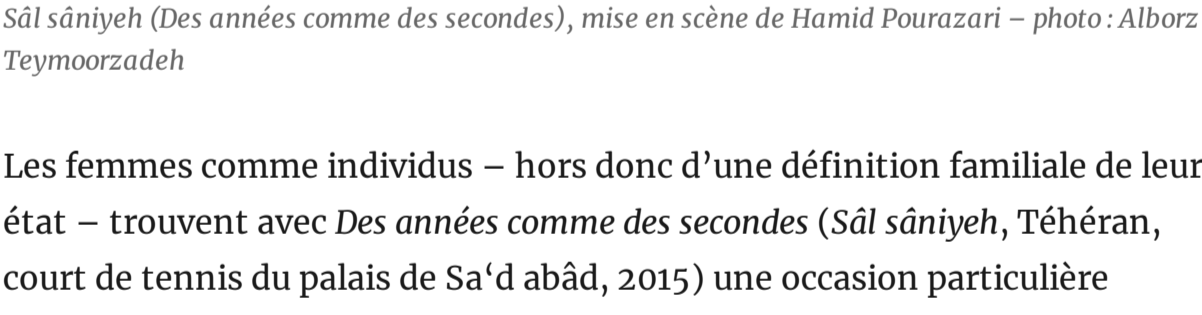 Sâl sâniyeh (Des années comme des secondes), mise en scène de Hamid Pourazari – photo : Alborz
Teymoorzadeh
Les femmes comme individus – hors donc d’une définition familiale de leur
état – trouvent avec Des années comme des secondes (Sâl sâniyeh, Téhéran,
court de tennis du palais de Sa‘d abâd, 2015) une occasion particulière